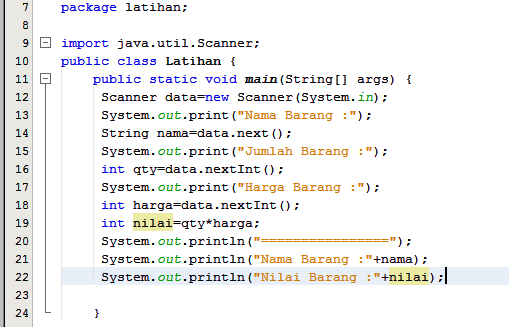 7 package latihan;
8
9 import java.util.Scanner;
10 public class Latihan {
11 public static void main(String[] args) {
12 Scanner data=new Scanner(System.in);
13 System.out.print("Nama Barang :");
14 String nama=data.next();
15 System.out.print("Jumlah Barang :");
16 int qty=data.nextInt();
17 System.out.print("Harga Barang :");
18 int harga=data.nextInt();
19 int nilai=qty*harga;
20 System.out.println("================");
21 System.out.println("Nama Barang :"+nama);
22 System.out.println("Nilai Barang :"+nilai);
23
24 }